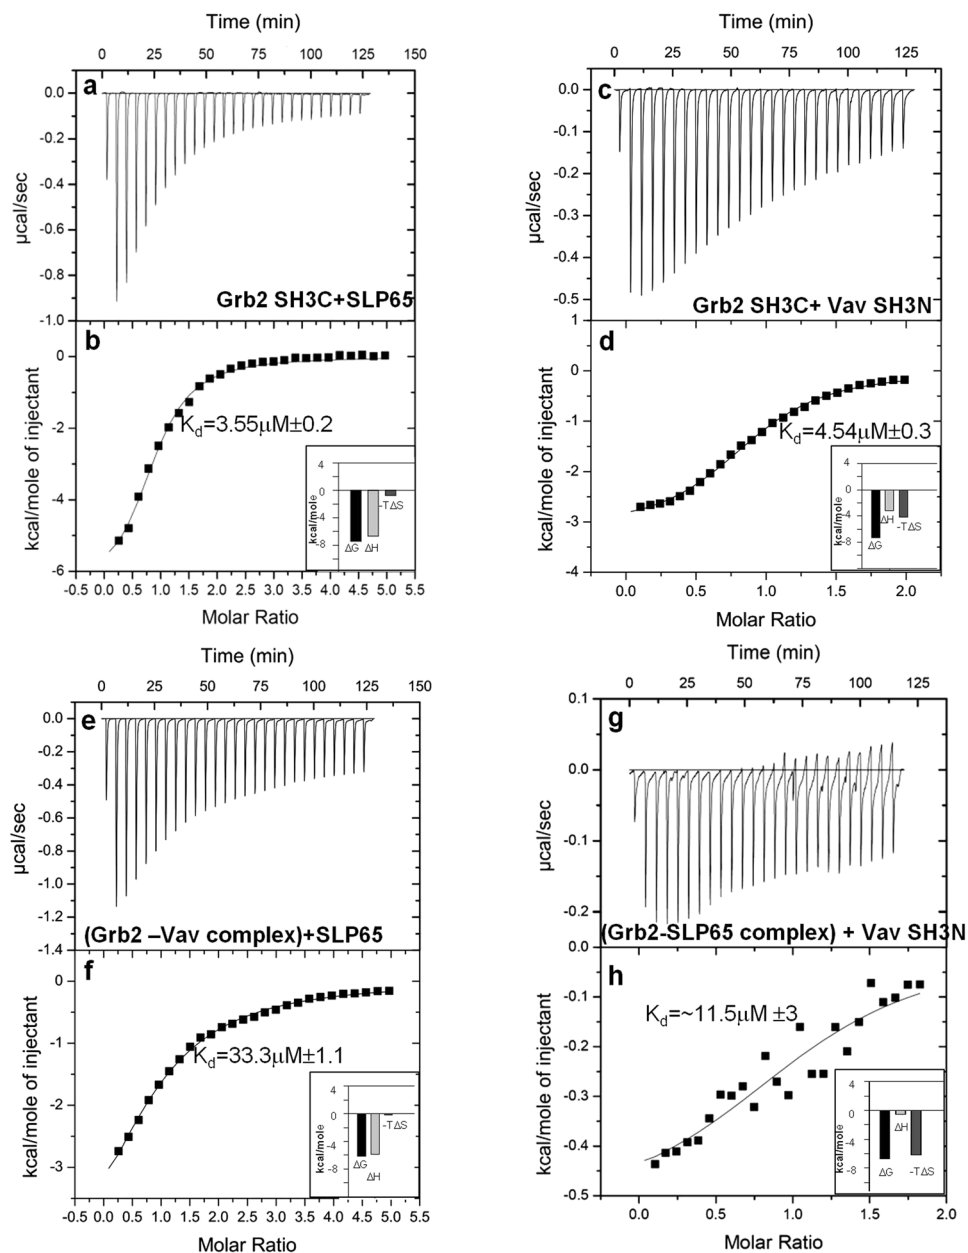 Time (min)
0 25 50 75 100 125 150
a
0.0
-0.2
-0.4
-0.6
-0.8
-1.0
µcal/sec
Grb2 SH3C+SLP65
b
0
-2
-4
-6
kcal/mole of injectant
Kd=3.55µM±0.2
4
0
-4
-8
kcal/mole
ΔG
ΔH
-TΔS
-0.5 0.0 0.5 1.0 1.5 2.0 2.5 3.0 3.5 4.0 4.5 5.0 5.5
Molar Ratio
Time (min)
0 25 50 75 100 125
c
0.0
-0.1
-0.2
-0.3
-0.4
-0.5
µcal/sec
Grb2 SH3C+ Vav SH3N
d
1
0
-1
-2
-3
-4
kcal/mole of injectant
Kd=4.54µM±0.3
4
0
-4
-8
kcal/mole
ΔH
-TΔS
ΔG
0.0 0.5 1.0 1.5 2.0
Molar Ratio
Time (min)
0 25 50 75 100 125 150
e
0.0
-0.2
-0.4
-0.6
-0.8
-1.0
-1.2
-1.4
µcal/sec
(Grb2 –Vav complex)+SLP65
f
0
-1
-2
-3
kcal/mole of injectant
Kd=33.3µM±1.1
4
0
-4
-8
kcal/mole
-TΔS
ΔG
ΔH
-0.5 0.0 0.5 1.0 1.5 2.0 2.5 3.0 3.5 4.0 4.5 5.0 5.5
Molar Ratio
Time (min)
0 25 50 75 100 125
g
0.1
0.0
-0.1
-0.2
µcal/sec
(Grb2-SLP65 complex) + Vav SH3N
h
0.0
-0.1
-0.2
-0.3
-0.4
-0.5
kcal/mole of injectant
Kd=~11.5µM ±3
4
0
-4
-8
kcal/mole
ΔH
ΔG
-TΔS
0.0 0.5 1.0 1.5 2.0
Molar Ratio